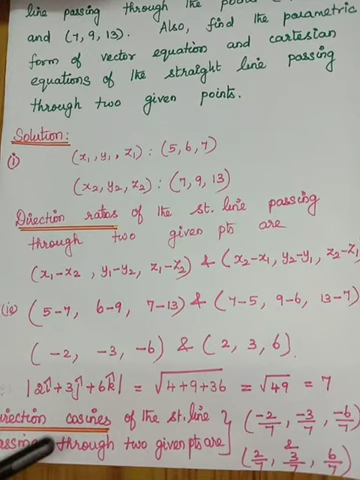 line passing through the point
and (7, 9, 13). Also, find the parametric
form of vector equation and cartesian
equations of the straight line passing
through two given points.
Solution:
(i) (x₁, y₁, z₁) : (5, 6, 7)
(x₂, y₂, z₂) : (7, 9, 13)
Direction ratios of the st. line passing
through two given pts are
(x₁-x₂, y₁-y₂, z₁-z₂) & (x₂-x₁, y₂-y₁, z₂-z₁
(ie) (5-7, 6-9, 7-13) & (7-5, 9-6, 13-7)
(-2, -3, -6) & (2, 3, 6)
|2i+3j+6k| = √4+9+36 = √49 = 7
Direction cosines of the st. line } (-2/7, -3/7, -6/7)
passing through two given pts are } & (2/7, 3/7, 6/7)